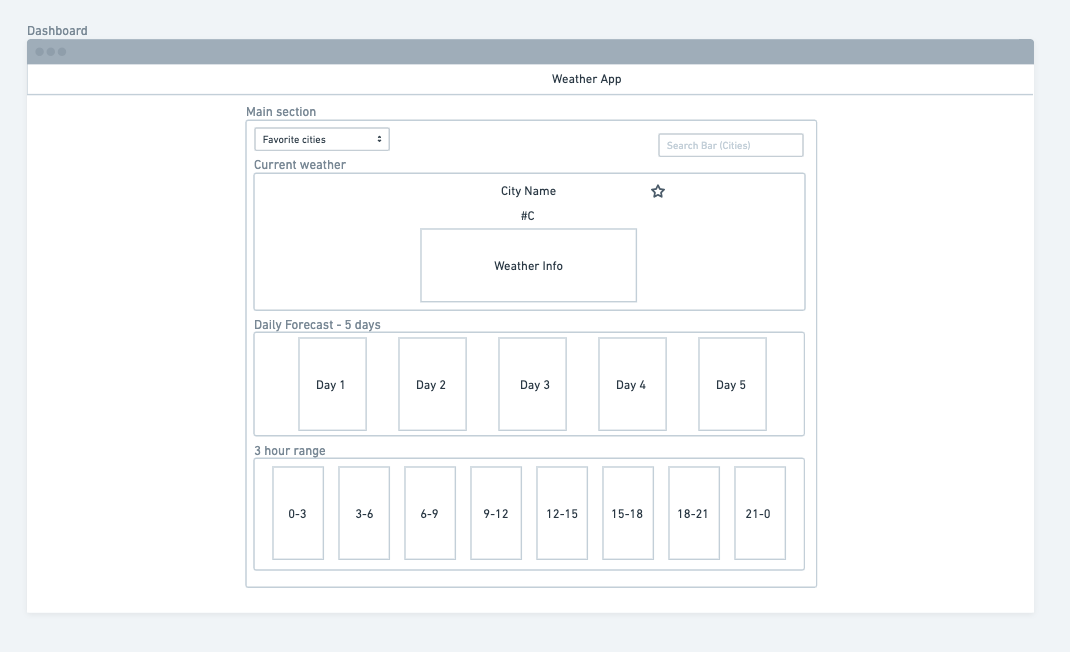 Dashboard
Weather App
Main section
Favorite cities
Search Bar (Cities)
Current weather
City Name
#C
Weather Info
Daily Forecast - 5 days
Day 1
Day 2
Day 3
Day 4
Day 5
3 hour range
0-3
3-6
6-9
9-12
12-15
15-18
18-21
21-0